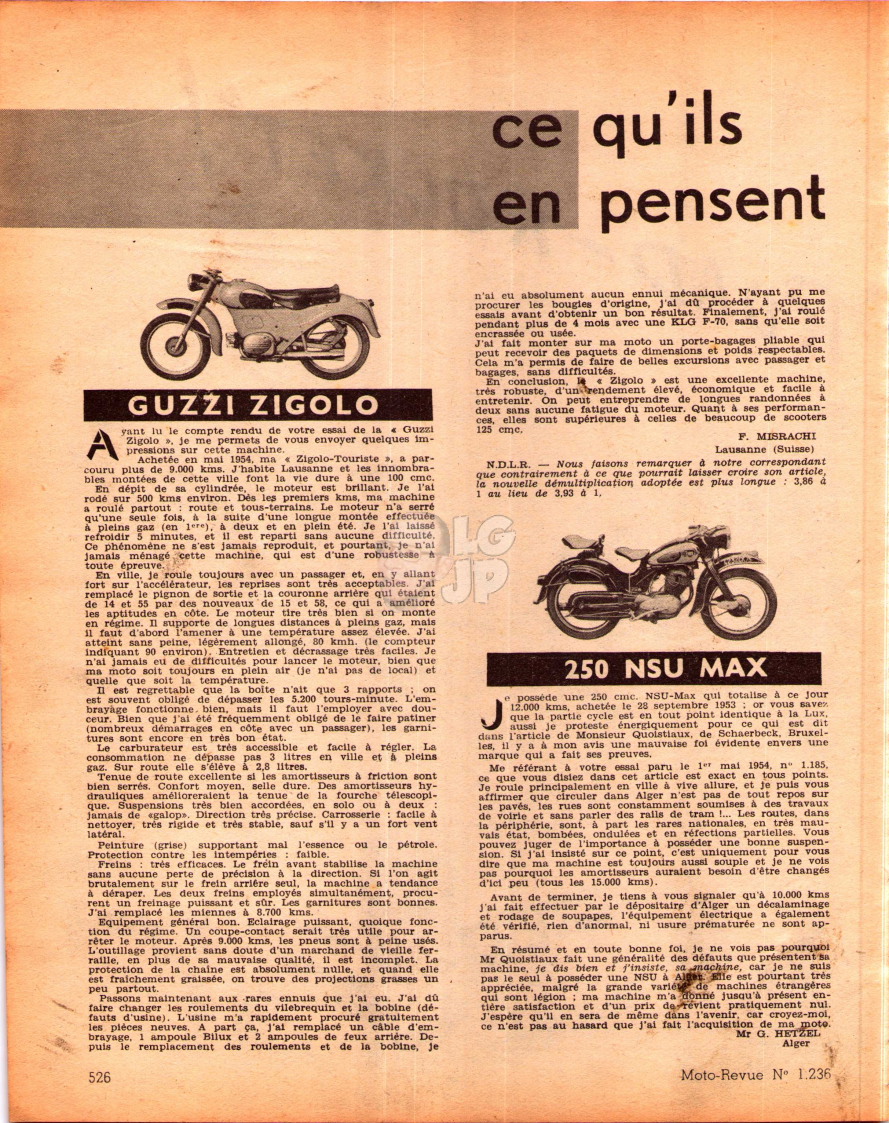 ce qu'ils
en pensent
GUZZI ZIGOLO
Ayant lu le compte rendu de votre essai de la « Guzzi
Zigolo », je me permets de vous envoyer quelques im-
pressions sur cette machine.
Achetée en mai 1954, ma « Zigolo-Touriste », a par-
couru plus de 9.000 kms. J'habite Lausanne et les innombra-
bles montées de cette ville font la vie dure à une 100 cmc.
En dépit de sa cylindrée, le moteur est brillant. Je l'ai
rodé sur 500 kms environ. Dès les premiers kms, ma machine
a roulé partout : route et tous-terrains. Le moteur n'a serré
qu'une seule fois, à la suite d'une longue montée effectuée
à pleins gaz (en 1ere), à deux et en plein été. Je l'ai laissé
refroidir 5 minutes, et il est reparti sans aucune difficulté.
Ce phénomène ne s'est jamais reproduit, et pourtant, je n'ai
jamais ménagé cette machine, qui est d'une robustesse à
toute épreuve.
En ville, je roule toujours avec un passager et, en y allant
fort sur l'accélérateur, les reprises sont très acceptables. J'ai
remplacé le pignon de sortie et la couronne arrière qui étaient
de 14 et 55 par des nouveaux de 15 et 58, ce qui a amélioré
les aptitudes en côte. Le moteur tire très bien si on monte
en régime. Il supporte de longues distances à pleins gaz, mais
il faut d'abord l'amener à une température assez élevée. J'ai
atteint sans peine, légèrement allongé, 80 kmh. (le compteur
indiquant 90 environ). Entretien et décrassage très faciles. Je
n'ai jamais eu de difficultés pour lancer le moteur, bien que
ma moto soit toujours en plein air (je n'ai pas de local) et
quelle que soit la température.
Il est regrettable que la boîte n'ait que 3 rapports ; on
est souvent obligé de dépasser les 5.200 tours-minute. L'em-
brayage fonctionne bien, mais il faut l'employer avec dou-
ceur. Bien que j'ai été fréquemment obligé de le faire patiner
(nombreux démarrages en côte avec un passager), les garni-
tures sont encore en très bon état.
Le carburateur est très accessible et facile à régler. La
consommation ne dépasse pas 3 litres en ville et à pleins
gaz. Sur route elle s'élève à 2,8 litres.
Tenue de route excellente si les amortisseurs à friction sont
bien serrés. Confort moyen, selle dure. Des amortisseurs hy-
drauliques amélioreraient la tenue de la fourche télescopi-
que. Suspensions très bien accordées, en solo ou à deux :
jamais de «galop». Direction très précise. Carrosserie : facile à
nettoyer, très rigide et très stable, sauf s'il y a un fort vent
latéral.
Peinture (grise) supportant mal l'essence ou le pétrole.
Protection contre les intempéries : faible.
Freins : très efficaces. Le frein avant stabilise la machine
sans aucune perte de précision à la direction. Si l'on agit
brutalement sur le frein arrière seul, la machine a tendance
à déraper. Les deux freins employés simultanément, procu-
rent un freinage puissant et sûr. Les garnitures sont bonnes.
J'ai remplacé les miennes à 8.700 kms.
Equipement général bon. Eclairage puissant, quoique fonc-
tion du régime. Un coupe-contact serait très utile pour ar-
rêter le moteur. Après 9.000 kms, les pneus sont à peine usés.
L'outillage provient sans doute d'un marchand de vieille fer-
raille, en plus de sa mauvaise qualité, il est incomplet. La
protection de la chaîne est absolument nulle, et quand elle
est fraîchement graissée, on trouve des projections grasses un
peu partout.
Passons maintenant aux rares ennuis que j'ai eu. J'ai dû
faire changer les roulements du vilebrequin et la bobine (dé-
fauts d'usine). L'usine m'a rapidement procuré gratuitement
les pièces neuves. A part ça, j'ai remplacé un câble d'em-
brayage, 1 ampoule Bilux et 2 ampoules de feux arrière. De-
puis le remplacement des roulements et de la bobine, je
n'ai eu absolument aucun ennui mécanique. N'ayant pu me
procurer les bougies d'origine, j'ai dû procéder à quelques
essais avant d'obtenir un bon résultat. Finalement, j'ai roulé
pendant plus de 4 mois avec une KLG F-70, sans qu'elle soit
encrassée ou usée.
J'ai fait monter sur ma moto un porte-bagages pliable qui
peut recevoir des paquets de dimensions et poids respectables.
Cela m'a permis de faire de belles excursions avec passager et
bagages, sans difficultés.
En conclusion, le « Zigolo » est une excellente machine,
très robuste, d'un rendement élevé, économique et facile à
entretenir. On peut entreprendre de longues randonnées à
deux sans aucune fatigue du moteur. Quant à ses performan-
ces, elles sont supérieures à celles de beaucoup de scooters
125 cmc.
F. MISRACHI
Lausanne (Suisse)
N.D.L.R. — Nous faisons remarquer à notre correspondant
que contrairement à ce que pourrait laisser croire son article,
la nouvelle démultiplication adoptée est plus longue : 3,86 à
1 au lieu de 3,93 à 1.
LG
JP
250 NSU MAX
Je possède une 250 cmc. NSU-Max qui totalise à ce jour
12.000 kms, achetée le 28 septembre 1953 ; or vous savez
que la partie cycle est en tout point identique à la Lux,
aussi je proteste énergiquement pour ce qui est dit
dans l'article de Monsieur Quoistiaux, de Schaerbeck, Bruxel-
les, il y a à mon avis une mauvaise foi évidente envers une
marque qui a fait ses preuves.
Me référant à votre essai paru le 1er mai 1954, n° 1.185,
ce que vous disiez dans cet article est exact en tous points.
Je roule principalement en ville à vive allure, et je puis vous
affirmer que circuler dans Alger n'est pas de tout repos sur
les pavés, les rues sont constamment soumises à des travaux
de voirie et sans parler des rails de tram !... Les routes, dans
la périphérie, sont, à part les rares nationales, en très mau-
vais état, bombées, ondulées et en réfections partielles. Vous
pouvez juger de l'importance à posséder une bonne suspen-
sion. Si j'ai insisté sur ce point, c'est uniquement pour vous
dire que ma machine est toujours aussi souple et je ne vois
pas pourquoi les amortisseurs auraient besoin d'être changés
d'ici peu (tous les 15.000 kms).
Avant de terminer, je tiens à vous signaler qu'à 10.000 kms
j'ai fait effectuer par le dépositaire d'Alger un décalaminage
et rodage de soupapes, l'équipement électrique a également
été vérifié, rien d'anormal, ni usure prématurée ne sont ap-
parus.
En résumé et en toute bonne foi, je ne vois pas pourquoi
Mr Quoistiaux fait une généralité des défauts que présentent sa
machine, je dis bien et j'insiste, sa machine, car je ne suis
pas le seul à posséder une NSU à Alger. Elle est pourtant très
appréciée, malgré la grande variété de machines étrangères
qui sont légion ; ma machine m'a donné jusqu'à présent en-
tière satisfaction et d'un prix de revient pratiquement nul.
J'espère qu'il en sera de même dans l'avenir, car croyez-moi,
ce n'est pas au hasard que j'ai fait l'acquisition de ma moto.
Mr G. HETZEL
Alger
526
Moto-Revue N° 1.236